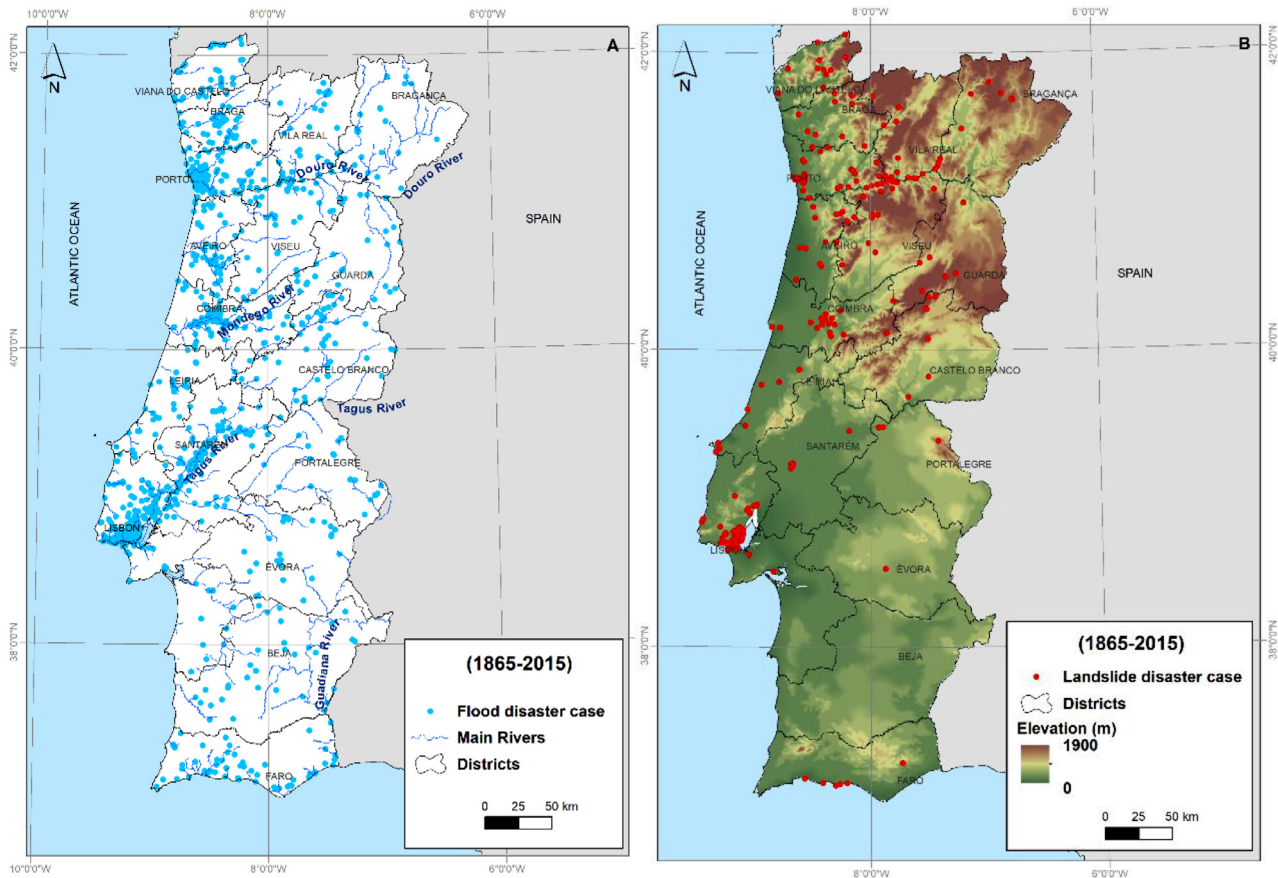 10°0'0"W
8°0'0"W
6°0'0"W
A
42°0'0"N
N
VIANA DO CASTELO
BRAGANÇA
BRAGA
VILA REAL
Douro River
Douro River
PORTO
ATLANTIC OCEAN
SPAIN
AVEIRO
VISEU
GUARDA
COIMBRA
Mondego River
40°0'0"N
CASTELO BRANCO
LEIRIA
Tagus River
SANTARÉM
Tagus River
PORTALEGRE
LISBON
ÉVORA
38°0'0"N
BEJA
Guadiana River
FARO
(1865-2015)
Flood disaster case
Main Rivers
Districts
0 25 50 km
10°0'0"W
8°0'0"W
6°0'0"W
8°0'0"W
6°0'0"W
B
42°0'0"N
N
VIANA DO CASTELO
BRAGANÇA
BRAGA
VILA REAL
PORTO
ATLANTIC OCEAN
SPAIN
AVEIRO
VISEU
GUARDA
COIMBRA
40°0'0"N
CASTELO BRANCO
LEIRIA
SANTARÉM
PORTALEGRE
LISBON
ÉVORA
38°0'0"N
BEJA
FARO
(1865-2015)
Landslide disaster case
Districts
Elevation (m)
1900
0
0 25 50 km
8°0'0"W
6°0'0"W